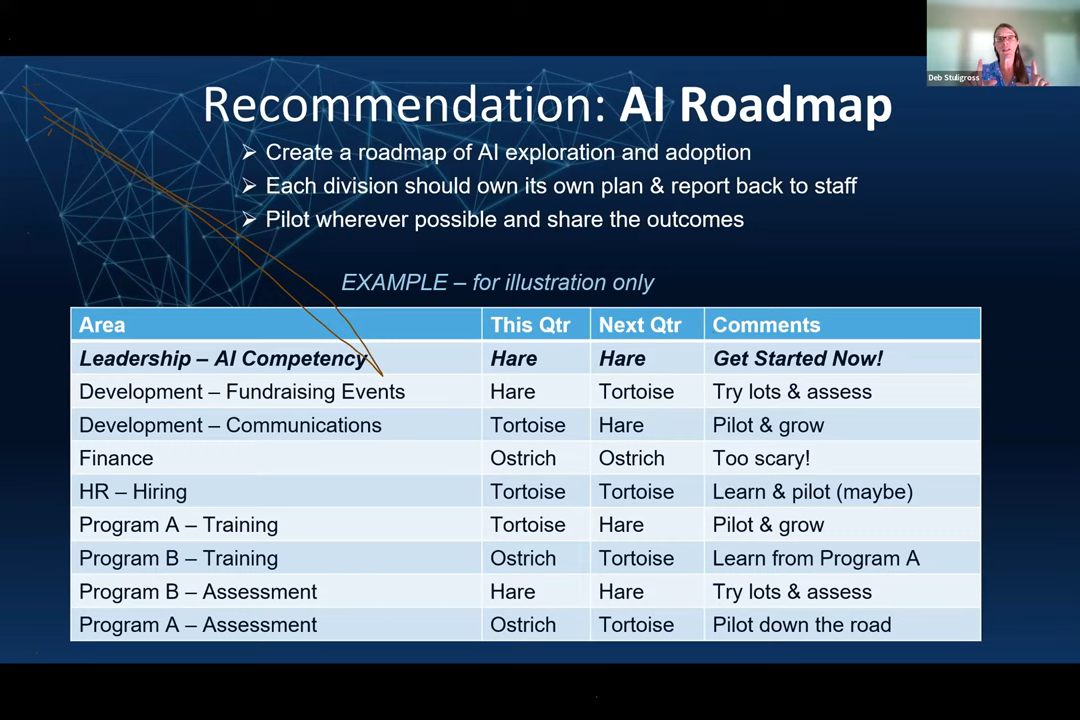 Deb Stuligross
Recommendation: AI Roadmap
➢ Create a roadmap of AI exploration and adoption
➢ Each division should own its own plan & report back to staff
➢ Pilot wherever possible and share the outcomes
EXAMPLE – for illustration only
Area This Qtr Next Qtr Comments
Leadership – AI Competency Hare Hare Get Started Now!
Development – Fundraising Events Hare Tortoise Try lots & assess
Development – Communications Tortoise Hare Pilot & grow
Finance Ostrich Ostrich Too scary!
HR – Hiring Tortoise Tortoise Learn & pilot (maybe)
Program A – Training Tortoise Hare Pilot & grow
Program B – Training Ostrich Tortoise Learn from Program A
Program B – Assessment Hare Hare Try lots & assess
Program A – Assessment Ostrich Tortoise Pilot down the road